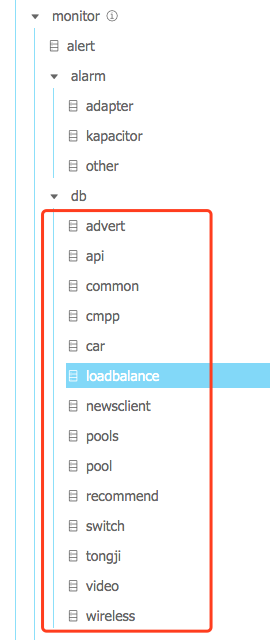 monitor
alert
alarm
adapter
kapacitor
other
db
advert
api
common
cmpp
car
loadbalance
newsclient
pools
pool
recommend
switch
tongji
video
wireless